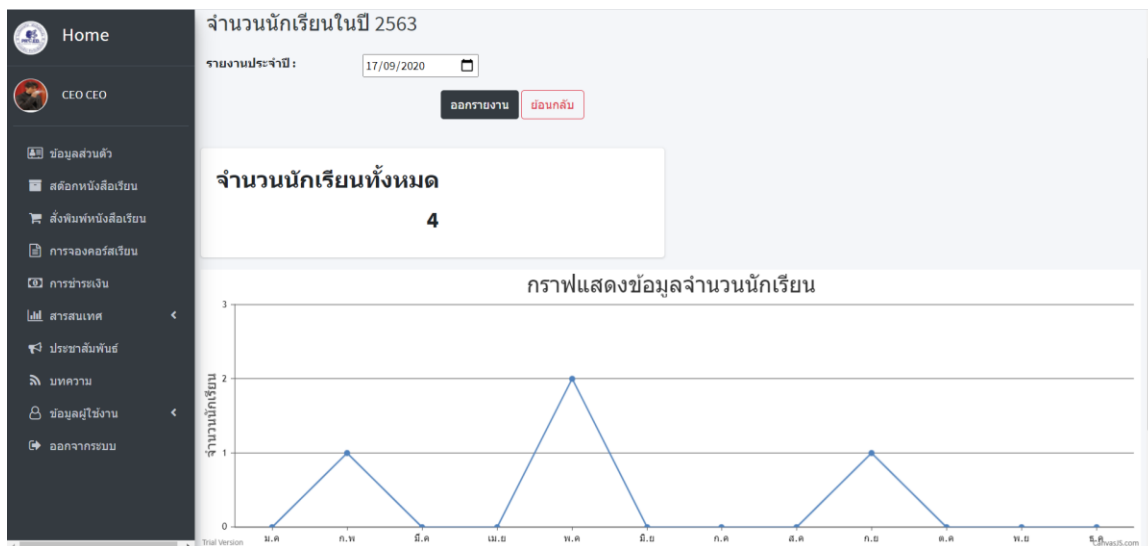 Home
CEO CEO
ข้อมูลส่วนตัว
สต๊อกหนังสือเรียน
สั่งพิมพ์หนังสือเรียน
การจองคอร์สเรียน
การชำระเงิน
สารสนเทศ
ประชาสัมพันธ์
บทความ
ข้อมูลผู้ใช้งาน
ออกจากระบบ
จำนวนนักเรียนในปี 2563
รายงานประจำปี :
17/09/2020
ออกรายงาน ย้อนกลับ
จำนวนนักเรียนทั้งหมด
4
กราฟแสดงข้อมูลจำนวนนักเรียน
จำนวนนักเรียน
3
2
1
0
ม.ค ก.พ มี.ค เม.ย พ.ค มิ.ย ก.ค ส.ค ก.ย ต.ค พ.ย ธ.ค
Trial Version
CanvasJS.com